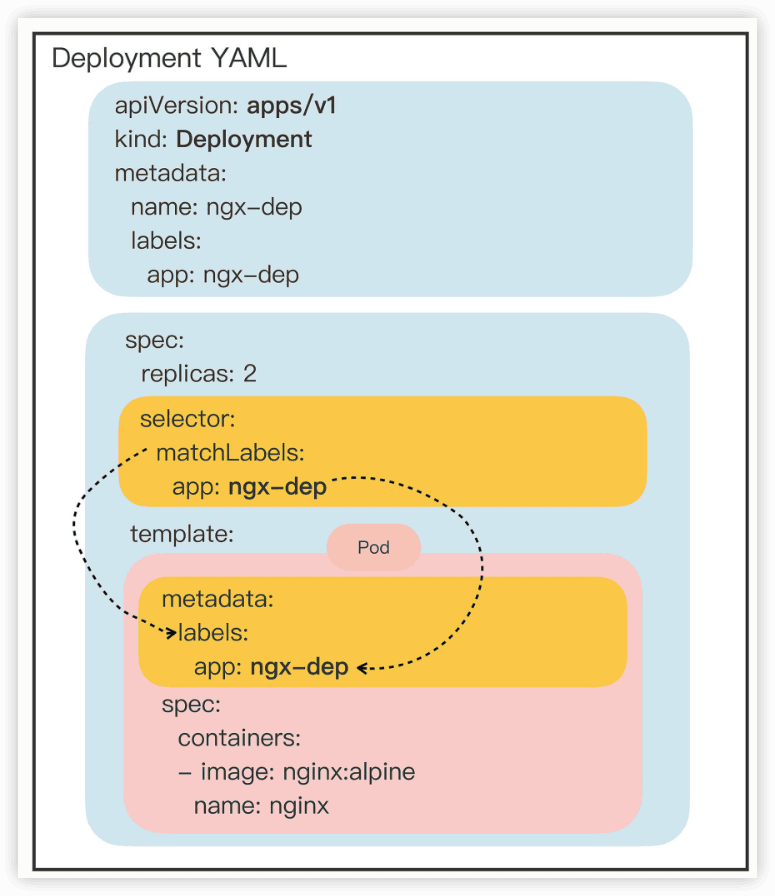 Deployment YAML
apiVersion: apps/v1
kind: Deployment
metadata:
name: ngx-dep
labels:
app: ngx-dep
spec:
replicas: 2
selector:
matchLabels:
app: ngx-dep
template:
Pod
metadata:
labels:
app: ngx-dep
spec:
containers:
- image: nginx:alpine
name: nginx